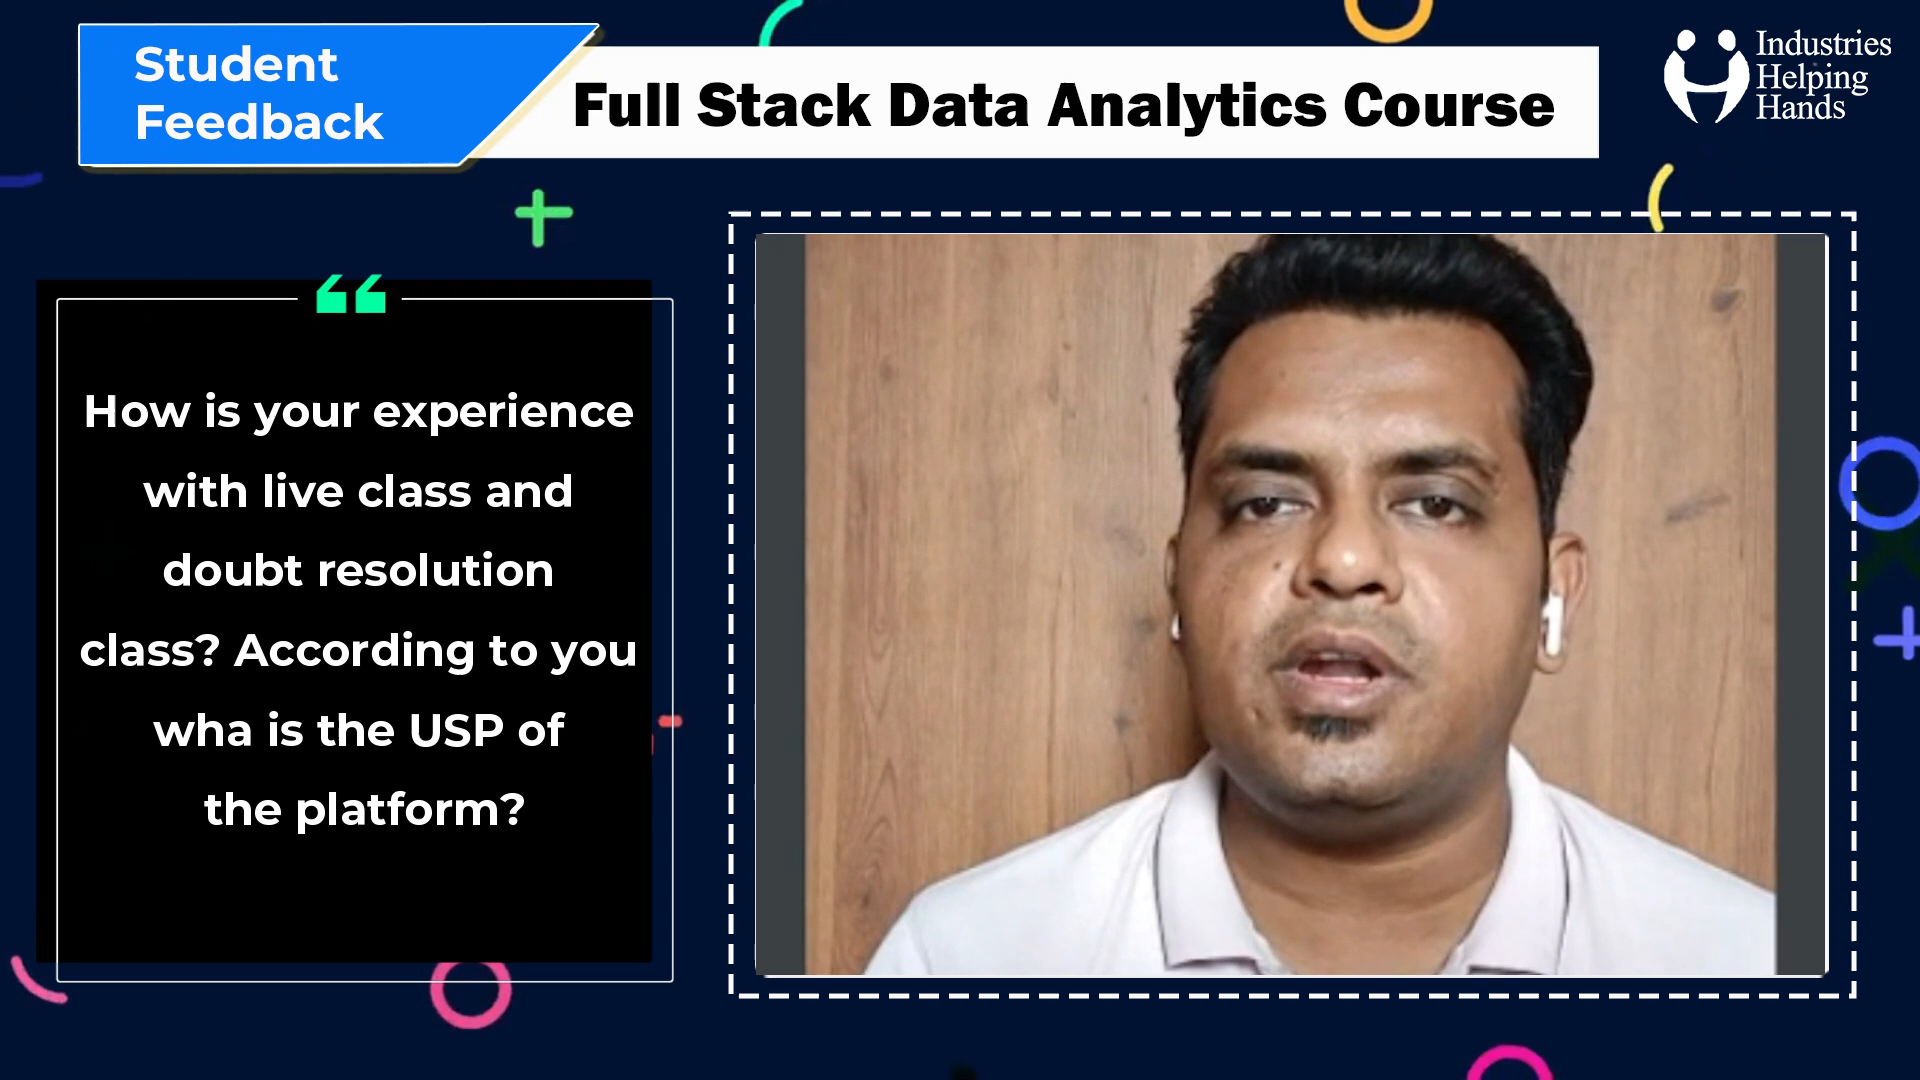 Student
Feedback
Full Stack Data Analytics Course
Industries
Helping
Hands
How is your experience
with live class and
doubt resolution
class? According to you
wha is the USP of
the platform?